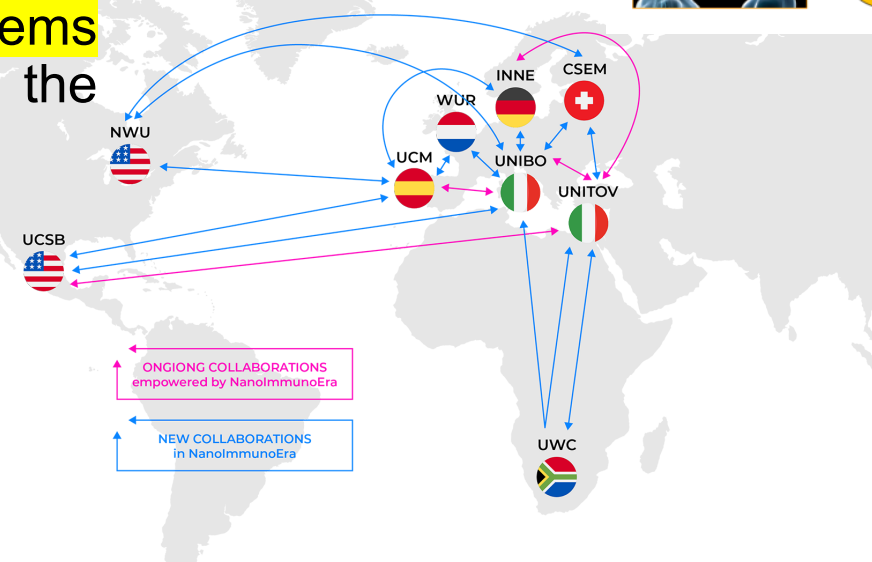 ems
the
INNE
CSEM
WUR
NWU
UCM
UNIBO
UNITOV
UCSB
ONGIONG COLLABORATIONS
empowered by NanoImmunoEra
NEW COLLABORATIONS
in NanoImmunoEra
UWC